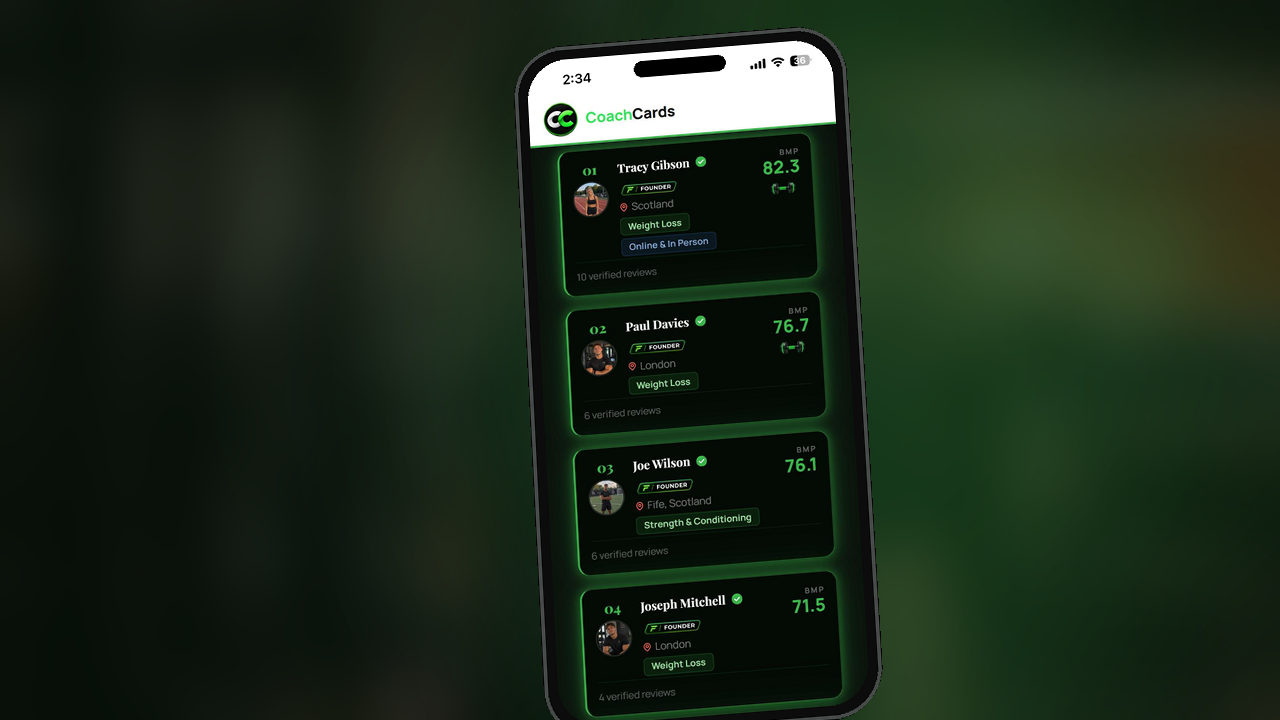 2:34
36
CC
CoachCards
01
Tracy Gibson
BMP
82.3
F FOUNDER
Scotland
Weight Loss
Online & In Person
10 verified reviews
02
Paul Davies
BMP
76.7
F FOUNDER
London
Weight Loss
6 verified reviews
03
Joe Wilson
BMP
76.1
F FOUNDER
Fife, Scotland
Strength & Conditioning
6 verified reviews
04
Joseph Mitchell
BMP
71.5
F FOUNDER
London
Weight Loss
4 verified reviews